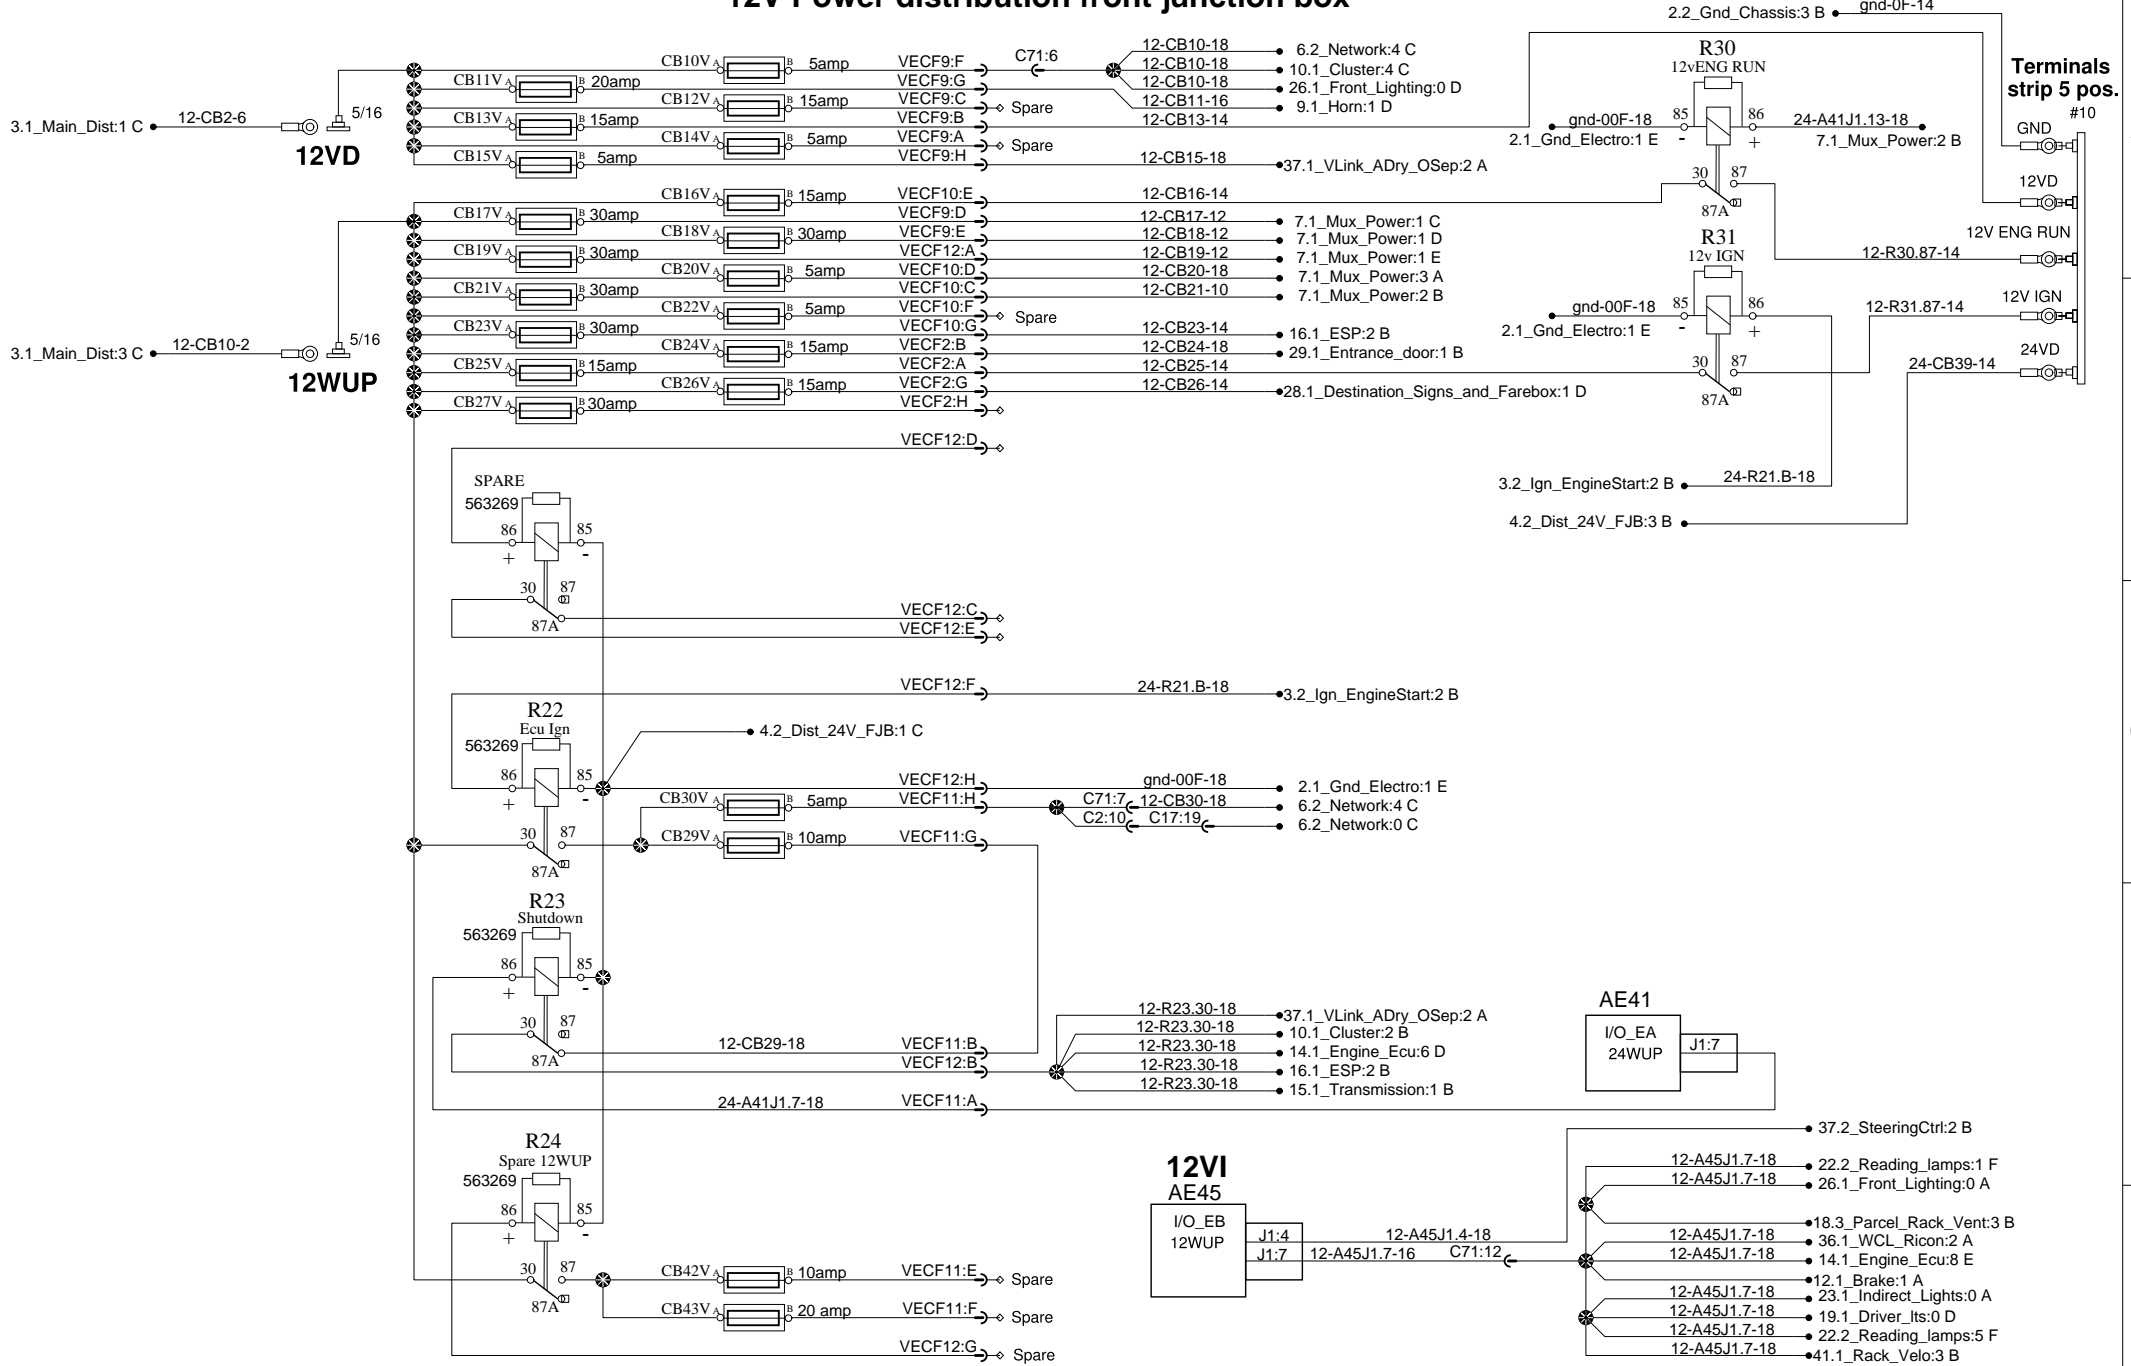 12V Power distribution front junction box
2.2_Gnd_Chassis:3 B
gnd-0F-14
Terminals
strip 5 pos.
#10
3.1_Main_Dist:1 C
12-CB2-6
5/16
12VD
CB10V A B 5amp VECF9:F C71:6
12-CB10-18 6.2_Network:4 C
12-CB10-18 10.1_Cluster:4 C
12-CB10-18 26.1_Front_Lighting:0 D
CB11V A B 20amp VECF9:G 12-CB11-16 9.1_Horn:1 D
CB12V A B 15amp VECF9:C Spare
CB13V A B 15amp VECF9:B 12-CB13-14
CB14V A B 5amp VECF9:A Spare
CB15V A B 5amp VECF9:H 12-CB15-18 37.1_VLink_ADry_OSep:2 A
3.1_Main_Dist:3 C
12-CB10-2
5/16
12WUP
CB16V A B 15amp VECF10:E 12-CB16-14
CB17V A B 30amp VECF9:D 12-CB17-12 7.1_Mux_Power:1 C
CB18V A B 30amp VECF9:E 12-CB18-12 7.1_Mux_Power:1 D
CB19V A B 30amp VECF12:A 12-CB19-12 7.1_Mux_Power:1 E
CB20V A B 5amp VECF10:D 12-CB20-18 7.1_Mux_Power:3 A
CB21V A B 30amp VECF10:C 12-CB21-10 7.1_Mux_Power:2 B
CB22V A B 5amp VECF10:F Spare
CB23V A B 30amp VECF10:G 12-CB23-14 16.1_ESP:2 B
CB24V A B 15amp VECF2:B 12-CB24-18 29.1_Entrance_door:1 B
CB25V A B 15amp VECF2:A 12-CB25-14
CB26V A B 15amp VECF2:G 12-CB26-14 28.1_Destination_Signs_and_Farebox:1 D
CB27V A B 30amp VECF2:H
R30
12vENG RUN
gnd-00F-18 85 86 24-A41J1.13-18
2.1_Gnd_Electro:1 E - + 7.1_Mux_Power:2 B
30 87
87A
R31
12v IGN
gnd-00F-18 85 86
2.1_Gnd_Electro:1 E - +
30 87
87A
GND
12VD
12V ENG RUN
12-R30.87-14
12V IGN
12-R31.87-14
24VD
24-CB39-14
3.2_Ign_EngineStart:2 B 24-R21.B-18
4.2_Dist_24V_FJB:3 B
VECF12:D
SPARE
563269
86 85
+ -
30 87
87A
VECF12:C
VECF12:E
VECF12:F 24-R21.B-18 3.2_Ign_EngineStart:2 B
R22
Ecu Ign
563269
4.2_Dist_24V_FJB:1 C
86 85
+ -
VECF12:H gnd-00F-18 2.1_Gnd_Electro:1 E
CB30V A B 5amp VECF11:H C71:7 12-CB30-18 6.2_Network:4 C
C2:10 C17:19 6.2_Network:0 C
30 87
87A
CB29V A B 10amp VECF11:G
R23
Shutdown
563269
86 85
+ -
30 87
87A
12-CB29-18 VECF11:B
VECF12:B
12-R23.30-18 37.1_VLink_ADry_OSep:2 A
12-R23.30-18 10.1_Cluster:2 B
12-R23.30-18 14.1_Engine_Ecu:6 D
12-R23.30-18 16.1_ESP:2 B
12-R23.30-18 15.1_Transmission:1 B
24-A41J1.7-18 VECF11:A
AE41
I/O_EA
24WUP
J1:7
R24
Spare 12WUP
563269
86 85
+ -
30 87
87A
CB42V A B 10amp VECF11:E Spare
CB43V A B 20 amp VECF11:F Spare
VECF12:G Spare
12VI
AE45
I/O_EB
12WUP
J1:4 12-A45J1.4-18
J1:7 12-A45J1.7-16 C71:12
37.2_SteeringCtrl:2 B
12-A45J1.7-18 22.2_Reading_lamps:1 F
12-A45J1.7-18 26.1_Front_Lighting:0 A
18.3_Parcel_Rack_Vent:3 B
12-A45J1.7-18 36.1_WCL_Ricon:2 A
12-A45J1.7-18 14.1_Engine_Ecu:8 E
12.1_Brake:1 A
12-A45J1.7-18 23.1_Indirect_Lights:0 A
12-A45J1.7-18 19.1_Driver_lts:0 D
12-A45J1.7-18 22.2_Reading_lamps:5 F
12-A45J1.7-18 41.1_Rack_Velo:3 B